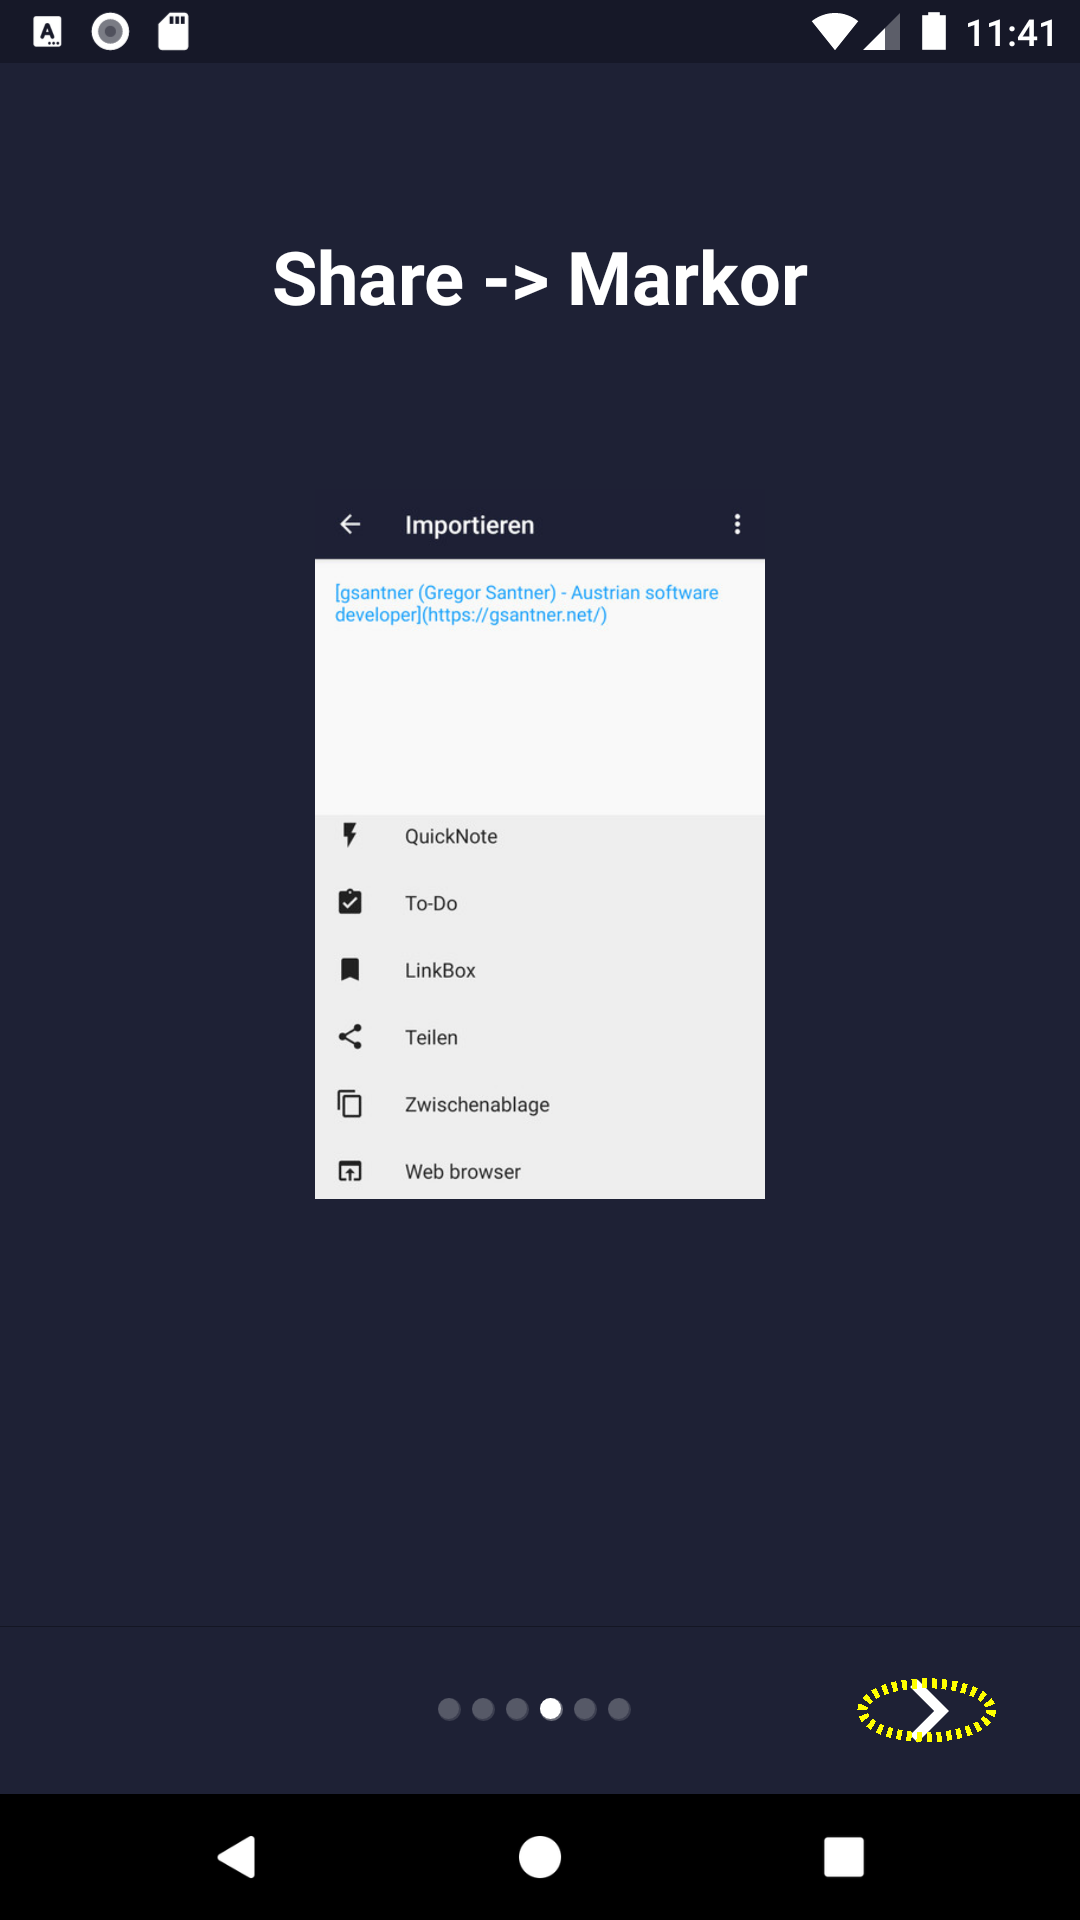 11:41
Share -> Markor
Importieren
[gsantner (Gregor Santner) - Austrian software
developer](https://gsantner.net/)
QuickNote
To-Do
LinkBox
Teilen
Zwischenablage
Web browser